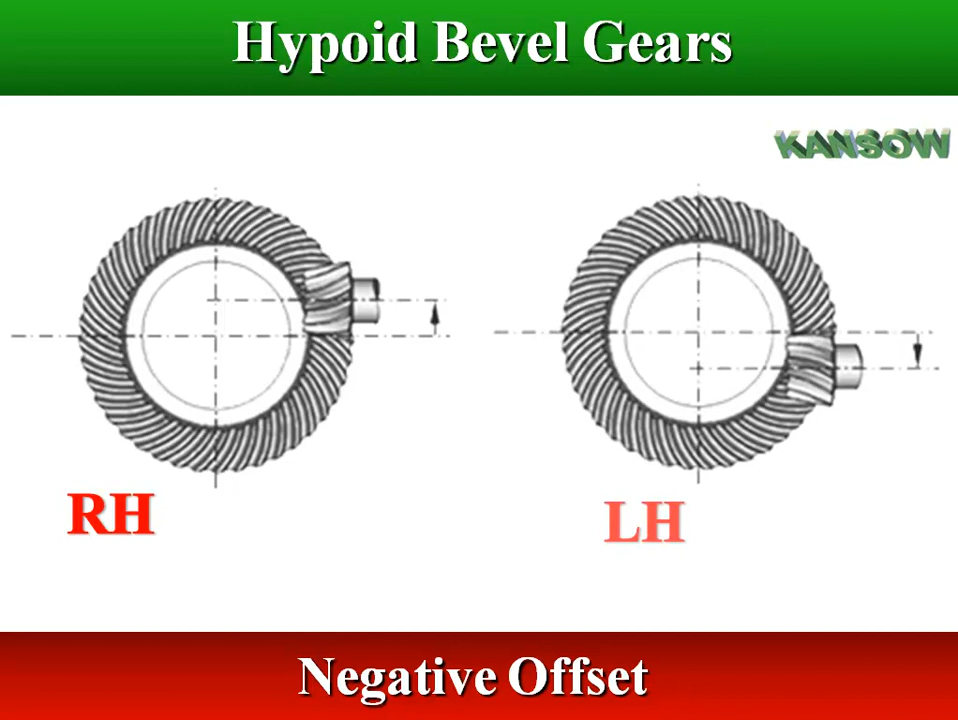 Hypoid Bevel Gears
KANSOW
RH
LH
Negative Offset